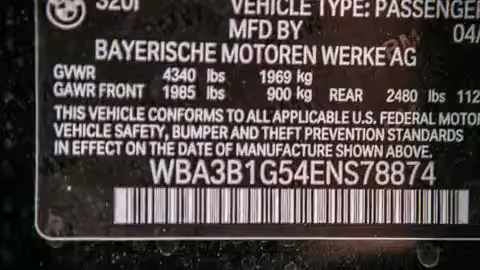 320i VEHICLE TYPE: PASSENGER
MFD BY 04/
BAYERISCHE MOTOREN WERKE AG
GVWR 4340 lbs 1969 kg
GAWR FRONT 1985 lbs 900 kg REAR 2480 lbs 112
THIS VEHICLE CONFORMS TO ALL APPLICABLE U.S. FEDERAL MOTOR
VEHICLE SAFETY, BUMPER AND THEFT PREVENTION STANDARDS
IN EFFECT ON THE DATE OF MANUFACTURE SHOWN ABOVE.
WBA3B1G54ENS78874